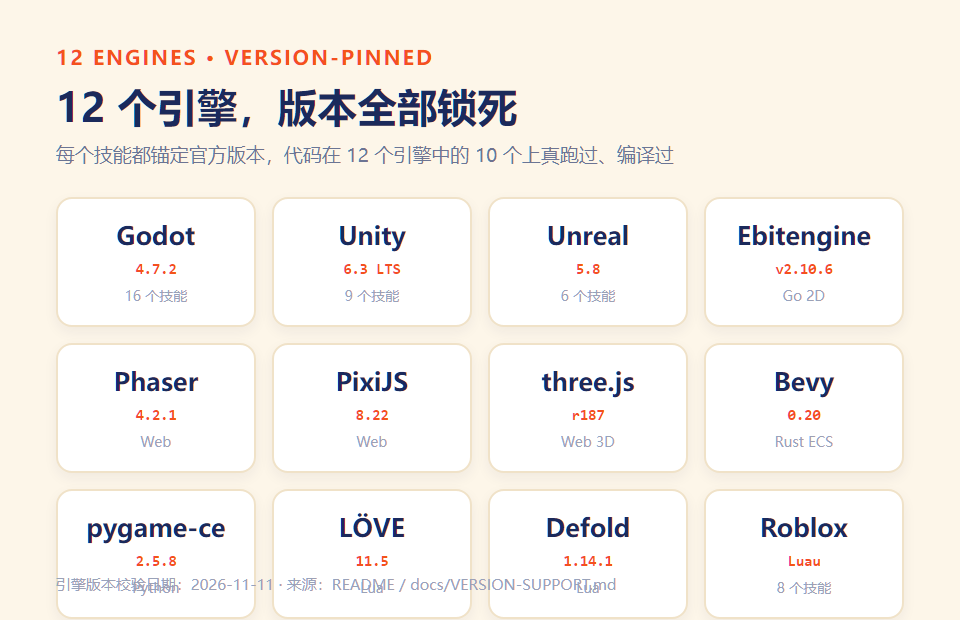 12 ENGINES • VERSION-PINNED
12 个引擎，版本全部锁死
每个技能都锚定官方版本，代码在 12 个引擎中的 10 个上真跑过、编译过
Godot
4.7.2
16 个技能
Unity
6.3 LTS
9 个技能
Unreal
5.8
6 个技能
Ebitengine
v2.10.6
Go 2D
Phaser
4.2.1
Web
PixiJS
8.22
Web
three.js
r187
Web 3D
Bevy
0.20
Rust ECS
pygame-ce
2.5.8
Python
LÖVE
11.5
Lua
Defold
1.14.1
Lua
Roblox
Luau
8 个技能
引擎版本校验日期：2026-11-11 · 来源：README / docs/VERSION-SUPPORT.md